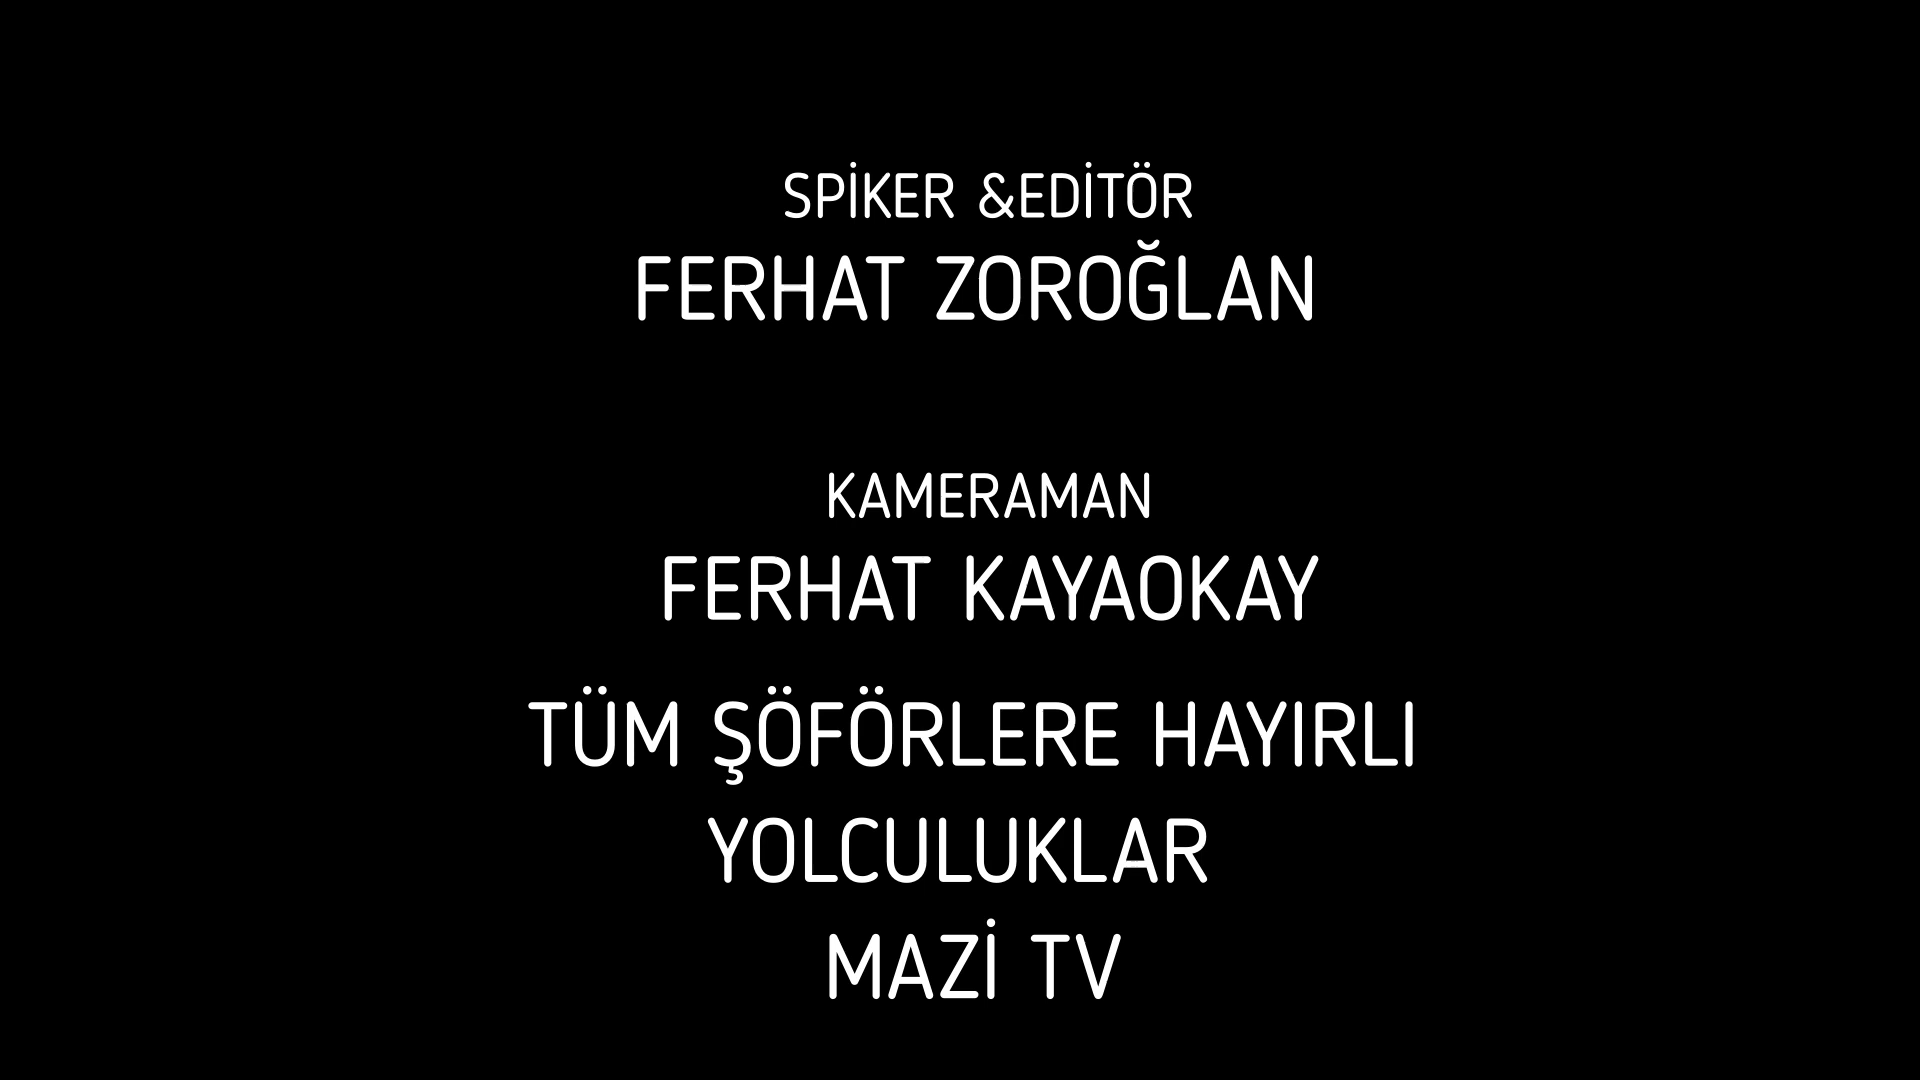 SPİKER &EDİTÖR
FERHAT ZOROĞLAN
KAMERAMAN
FERHAT KAYAOKAY
TÜM ŞÖFÖRLERE HAYIRLI
YOLCULUKLAR
MAZİ TV